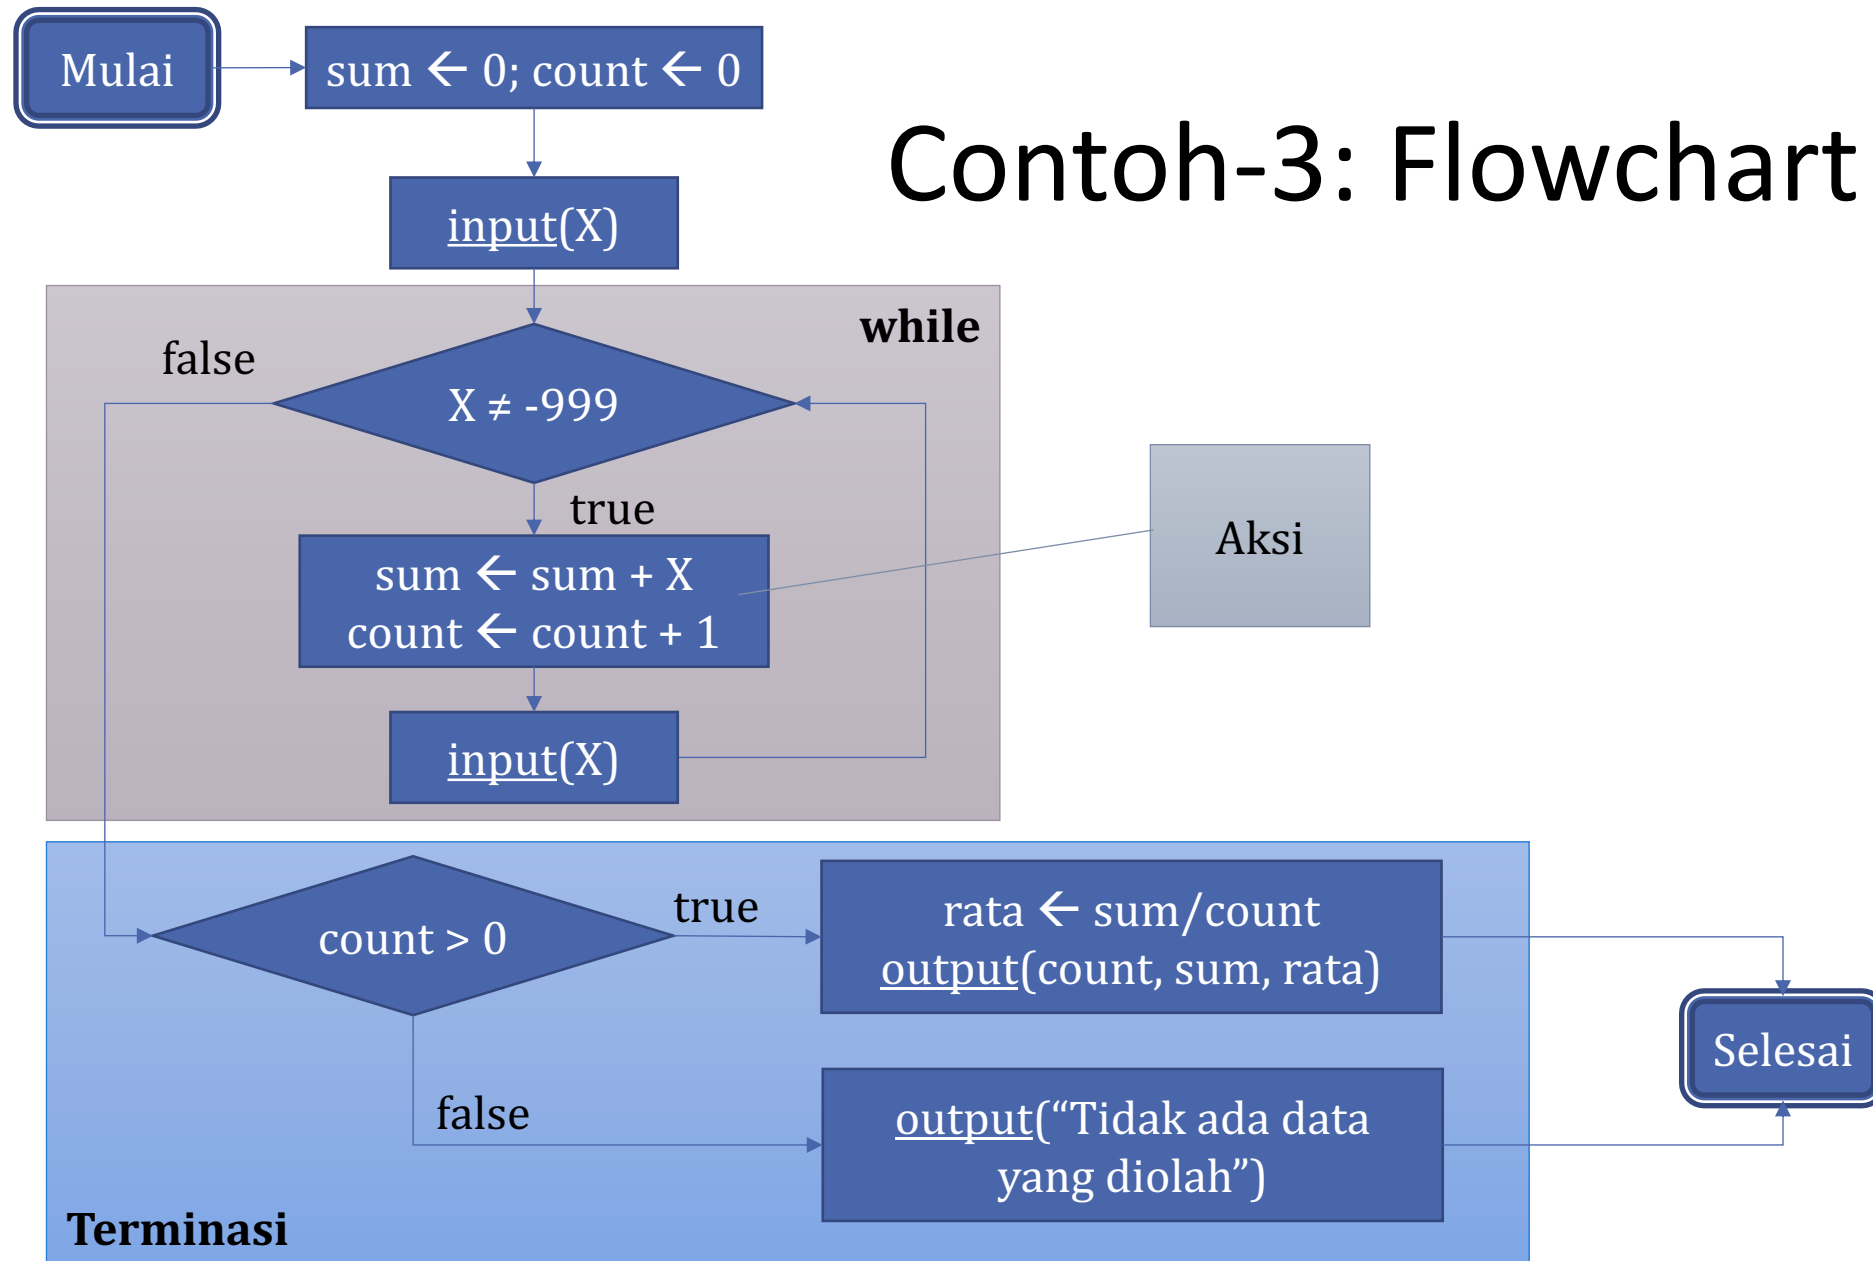 Mulai
sum ← 0; count ← 0
Contoh-3: Flowchart
input(X)
while
false
X ≠ -999
true
sum ← sum + X
count ← count + 1
Aksi
input(X)
count > 0
true
rata ← sum/count
output(count, sum, rata)
Selesai
false
output(“Tidak ada data
yang diolah”)
Terminasi